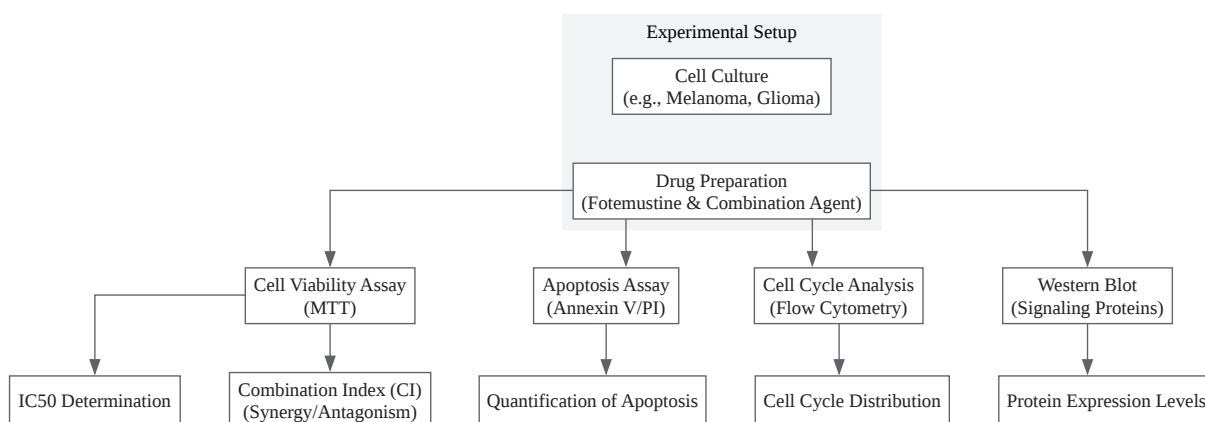 Experimental Setup
Cell Culture
(e.g., Melanoma, Glioma)
Drug Preparation
(Fotemustine & Combination Agent)
Cell Viability Assay
(MTT)
Apoptosis Assay
(Annexin V/PI)
Cell Cycle Analysis
(Flow Cytometry)
Western Blot
(Signaling Proteins)
IC50 Determination
Combination Index (CI)
(Synergy/Antagonism)
Quantification of Apoptosis
Cell Cycle Distribution
Protein Expression Levels